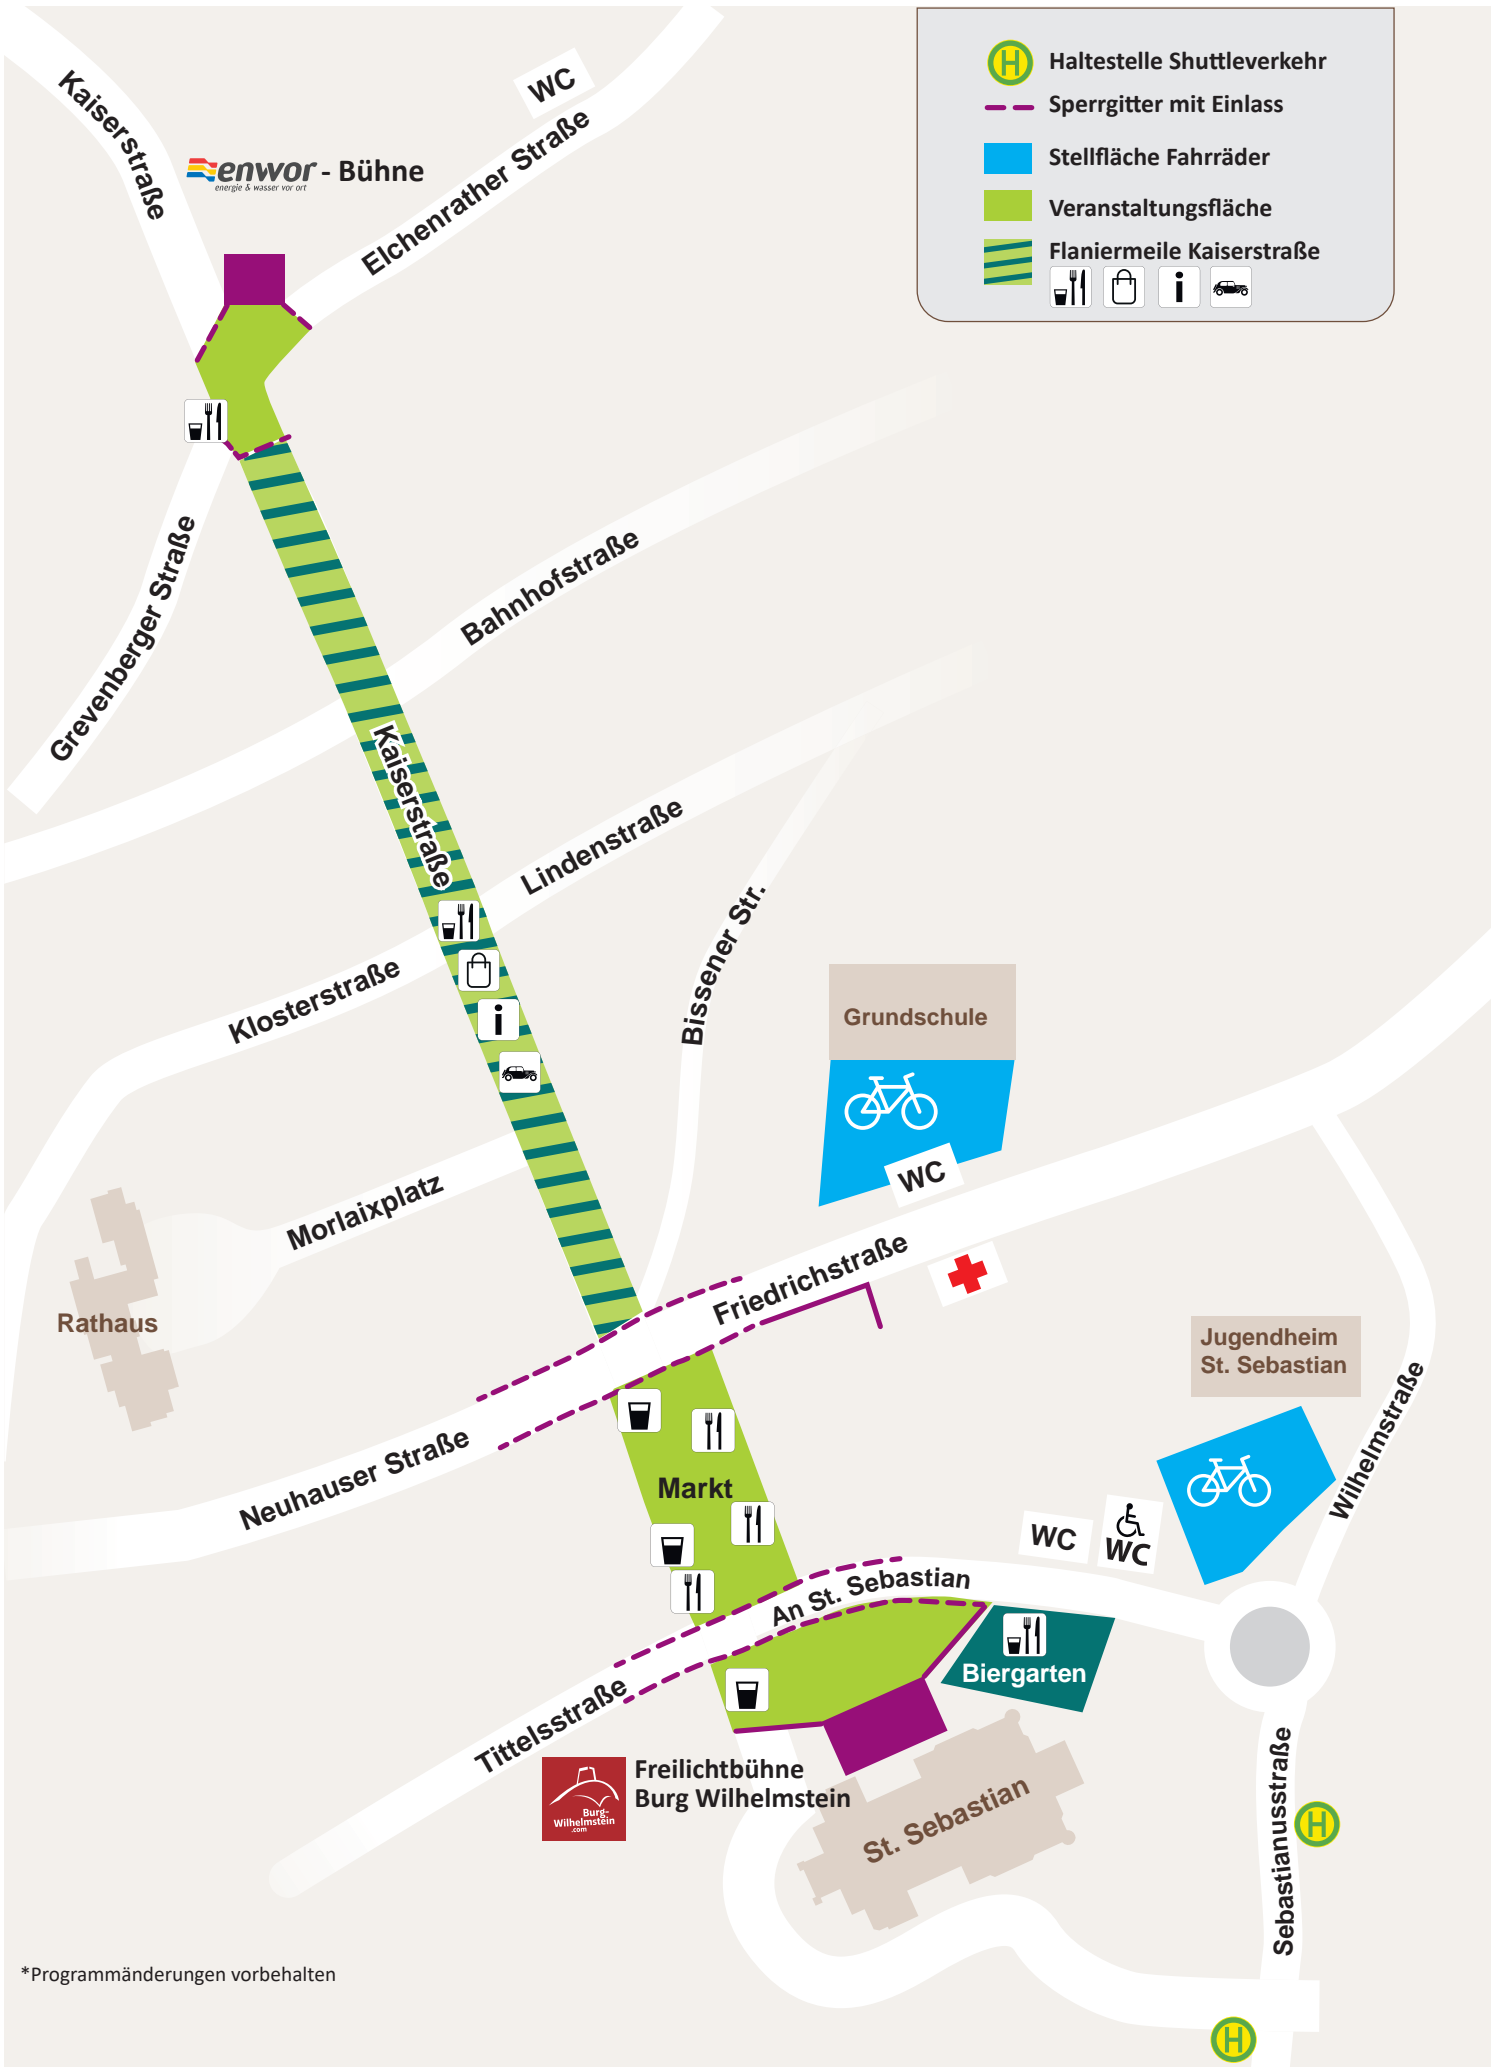 Haltestelle Shuttleverkehr
Sperrgitter mit Einlass
Stellfläche Fahrräder
Veranstaltungsfläche
Flaniermeile Kaiserstraße
Kaiserstraße
WC
enwor - Bühne
energie & wasser vor ort
Elchenrather Straße
Grevenberger Straße
Bahnhofstraße
Kaiserstraße
Lindenstraße
Klosterstraße
Bissener Str.
Grundschule
WC
Morlaixplatz
Rathaus
Friedrichstraße
Jugendheim
St. Sebastian
Wilhelmstraße
Neuhauser Straße
Markt
WC
WC
An St. Sebastian
Biergarten
Tittelsstraße
Freilichtbühne
Burg Wilhelmstein
Burg-
Wilhelmstein
.com
St. Sebastian
Sebastianusstraße
H
H
H
*Programmänderungen vorbehalten